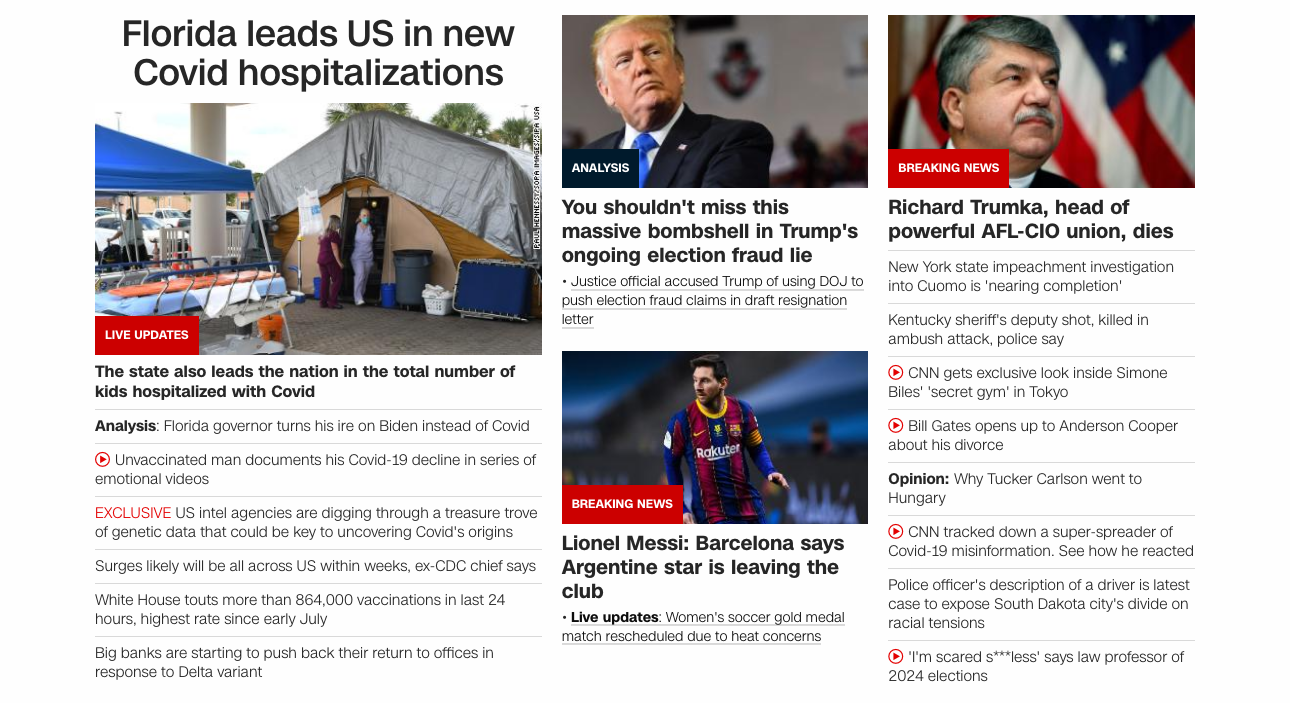 Florida leads US in new
Covid hospitalizations
PAUL HENNESSY/SOPA IMAGES/SIPA USA
LIVE UPDATES
The state also leads the nation in the total number of
kids hospitalized with Covid
Analysis: Florida governor turns his ire on Biden instead of Covid
Unvaccinated man documents his Covid-19 decline in series of
emotional videos
EXCLUSIVE US intel agencies are digging through a treasure trove
of genetic data that could be key to uncovering Covid's origins
Surges likely will be all across US within weeks, ex-CDC chief says
White House touts more than 864,000 vaccinations in last 24
hours, highest rate since early July
Big banks are starting to push back their return to offices in
response to Delta variant
ANALYSIS
You shouldn't miss this
massive bombshell in Trump's
ongoing election fraud lie
• Justice official accused Trump of using DOJ to
push election fraud claims in draft resignation
letter
Rakuten
BREAKING NEWS
Lionel Messi: Barcelona says
Argentine star is leaving the
club
• Live updates: Women's soccer gold medal
match rescheduled due to heat concerns
BREAKING NEWS
Richard Trumka, head of
powerful AFL-CIO union, dies
New York state impeachment investigation
into Cuomo is 'nearing completion'
Kentucky sheriff's deputy shot, killed in
ambush attack, police say
CNN gets exclusive look inside Simone
Biles' 'secret gym' in Tokyo
Bill Gates opens up to Anderson Cooper
about his divorce
Opinion: Why Tucker Carlson went to
Hungary
CNN tracked down a super-spreader of
Covid-19 misinformation. See how he reacted
Police officer's description of a driver is latest
case to expose South Dakota city's divide on
racial tensions
'I'm scared s***less' says law professor of
2024 elections